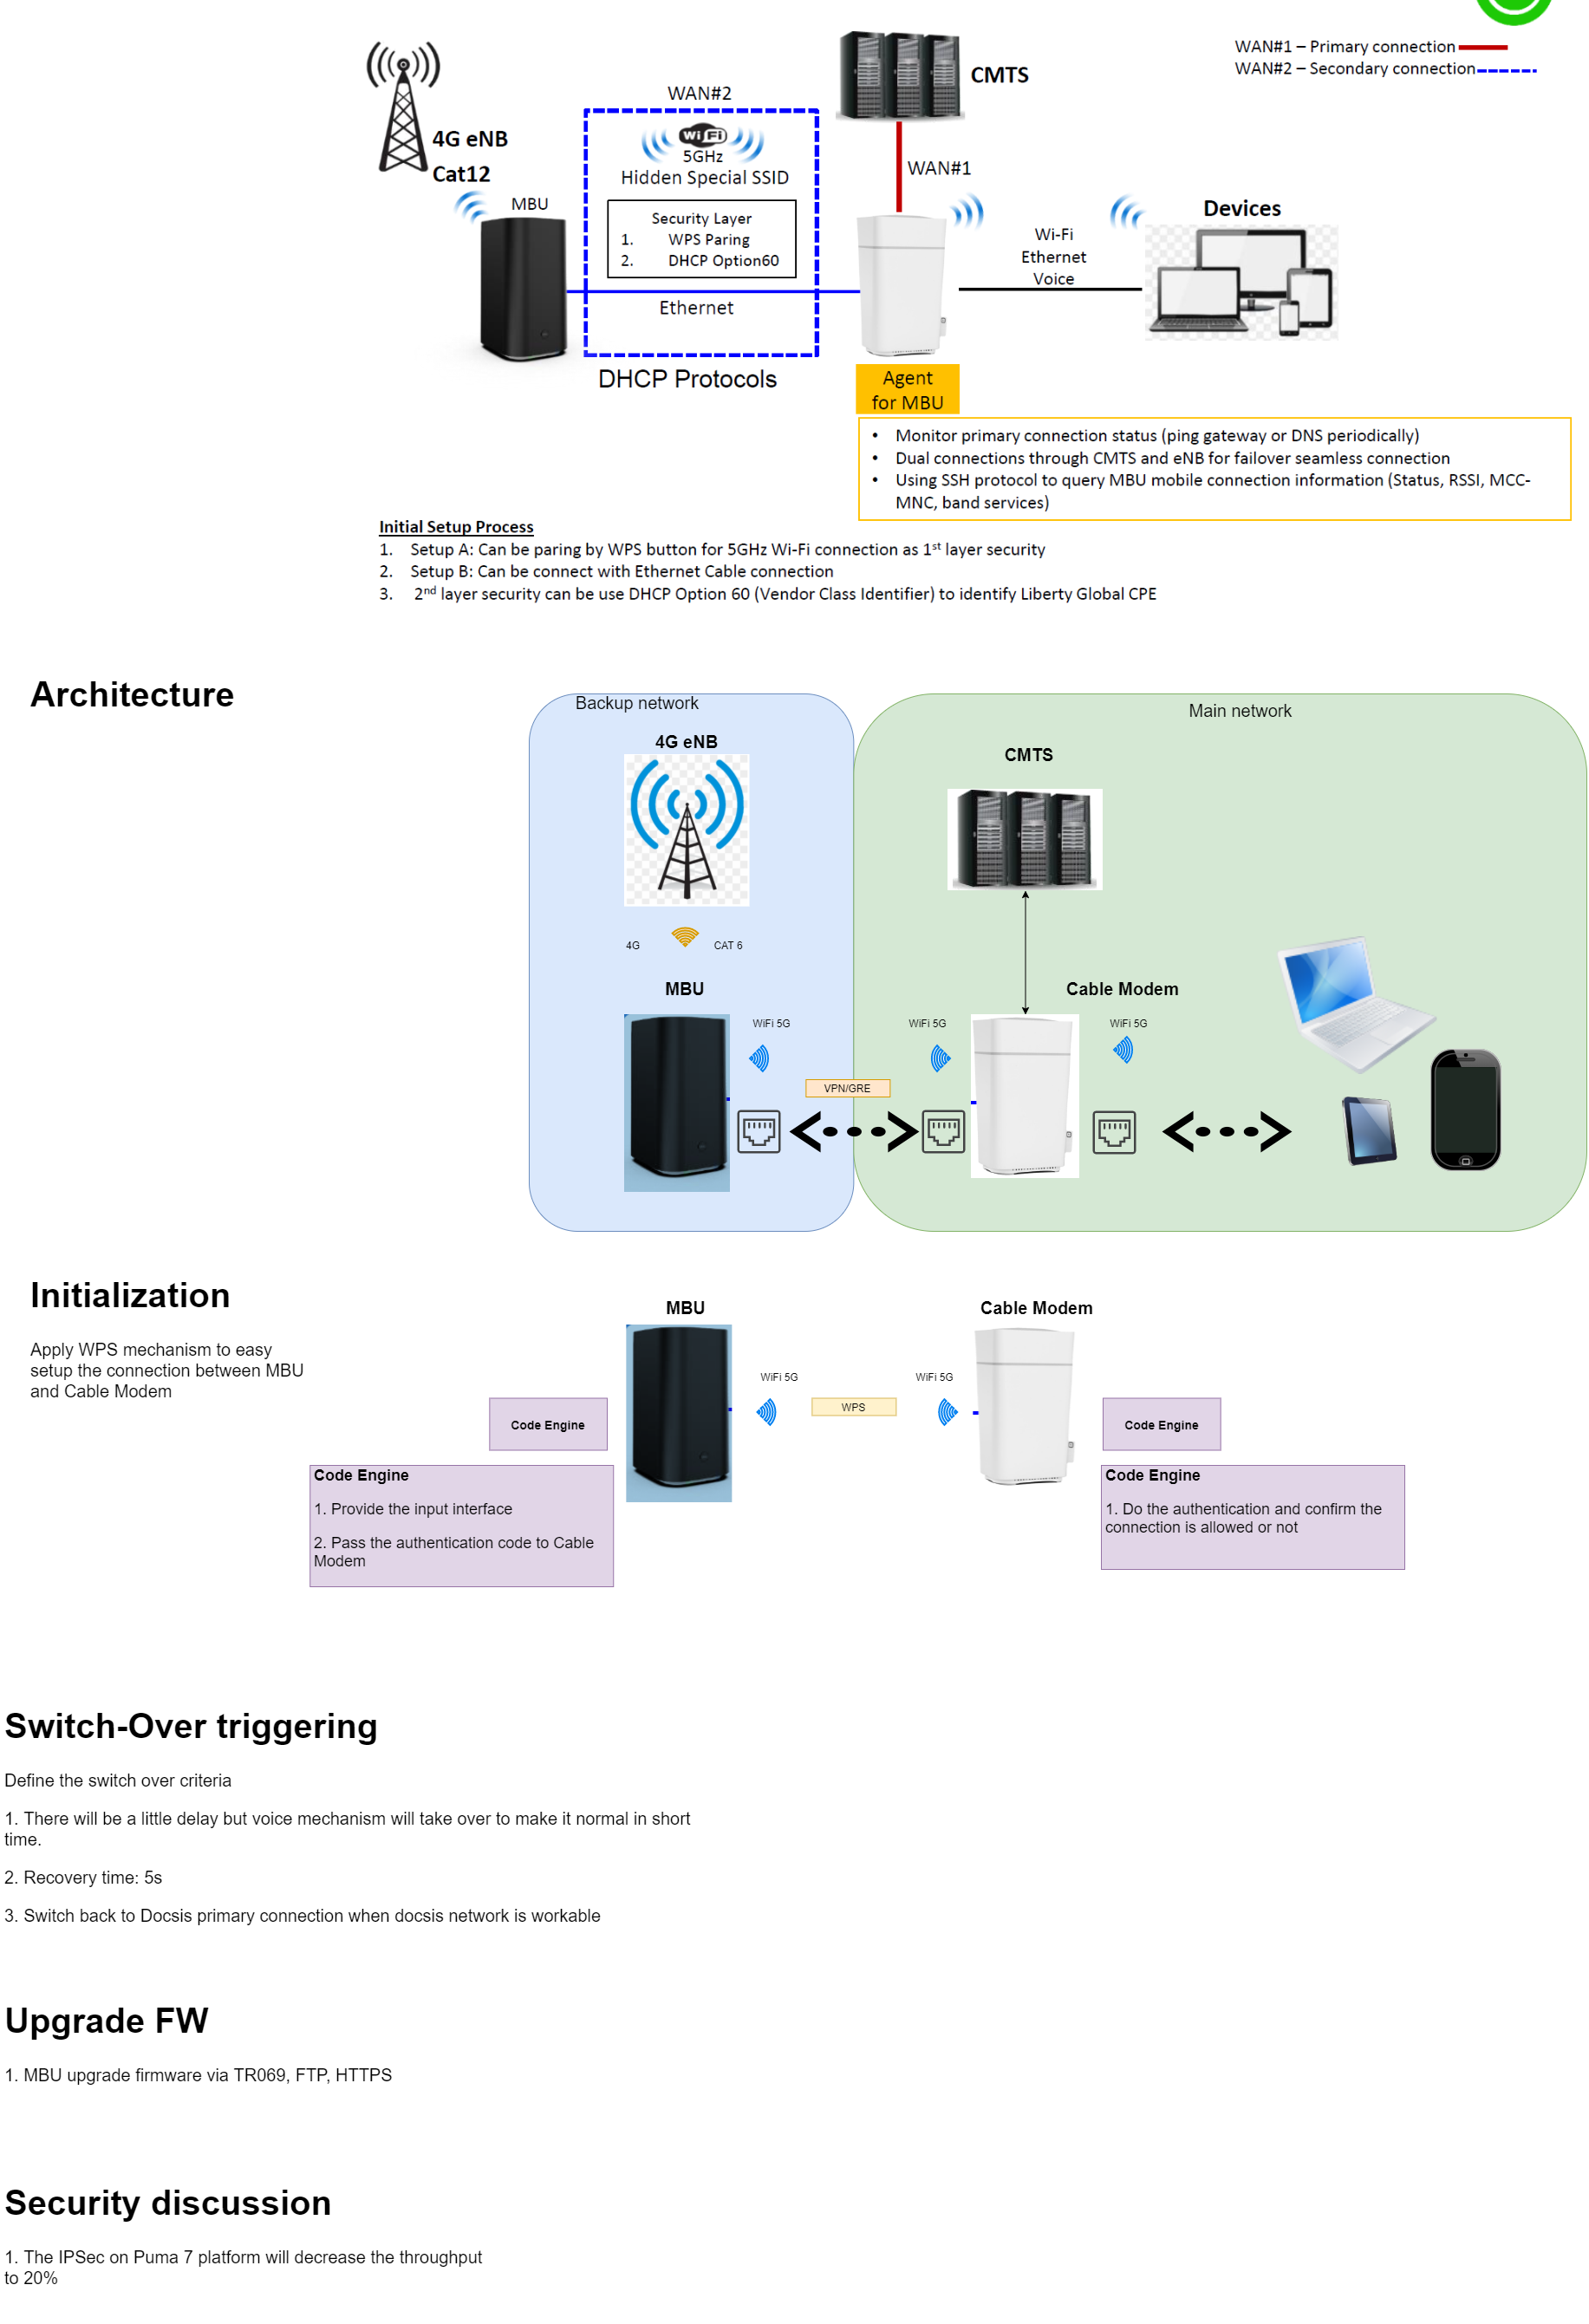 WAN#1 – Primary connection
WAN#2 – Secondary connection
CMTS
WAN#2
4G eNB
Cat12
WiFi
5GHz
Hidden Special SSID
WAN#1
MBU
Security Layer
1. WPS Paring
2. DHCP Option60
Devices
Wi-Fi
Ethernet
Voice
Ethernet
DHCP Protocols
Agent
for MBU
• Monitor primary connection status (ping gateway or DNS periodically)
• Dual connections through CMTS and eNB for failover seamless connection
• Using SSH protocol to query MBU mobile connection information (Status, RSSI, MCC-
MNC, band services)
Initial Setup Process
1. Setup A: Can be paring by WPS button for 5GHz Wi-Fi connection as 1st layer security
2. Setup B: Can be connect with Ethernet Cable connection
3. 2nd layer security can be use DHCP Option 60 (Vendor Class Identifier) to identify Liberty Global CPE
Architecture
Backup network
Main network
4G eNB
CMTS
4G
CAT 6
MBU
Cable Modem
WiFi 5G
WiFi 5G
WiFi 5G
VPN/GRE
Initialization
MBU
Cable Modem
Apply WPS mechanism to easy
setup the connection between MBU
and Cable Modem
WiFi 5G
WiFi 5G
WPS
Code Engine
Code Engine
Code Engine
1. Provide the input interface
2. Pass the authentication code to Cable
Modem
Code Engine
1. Do the authentication and confirm the
connection is allowed or not
Switch-Over triggering
Define the switch over criteria
1. There will be a little delay but voice mechanism will take over to make it normal in short
time.
2. Recovery time: 5s
3. Switch back to Docsis primary connection when docsis network is workable
Upgrade FW
1. MBU upgrade firmware via TR069, FTP, HTTPS
Security discussion
1. The IPSec on Puma 7 platform will decrease the throughput
to 20%